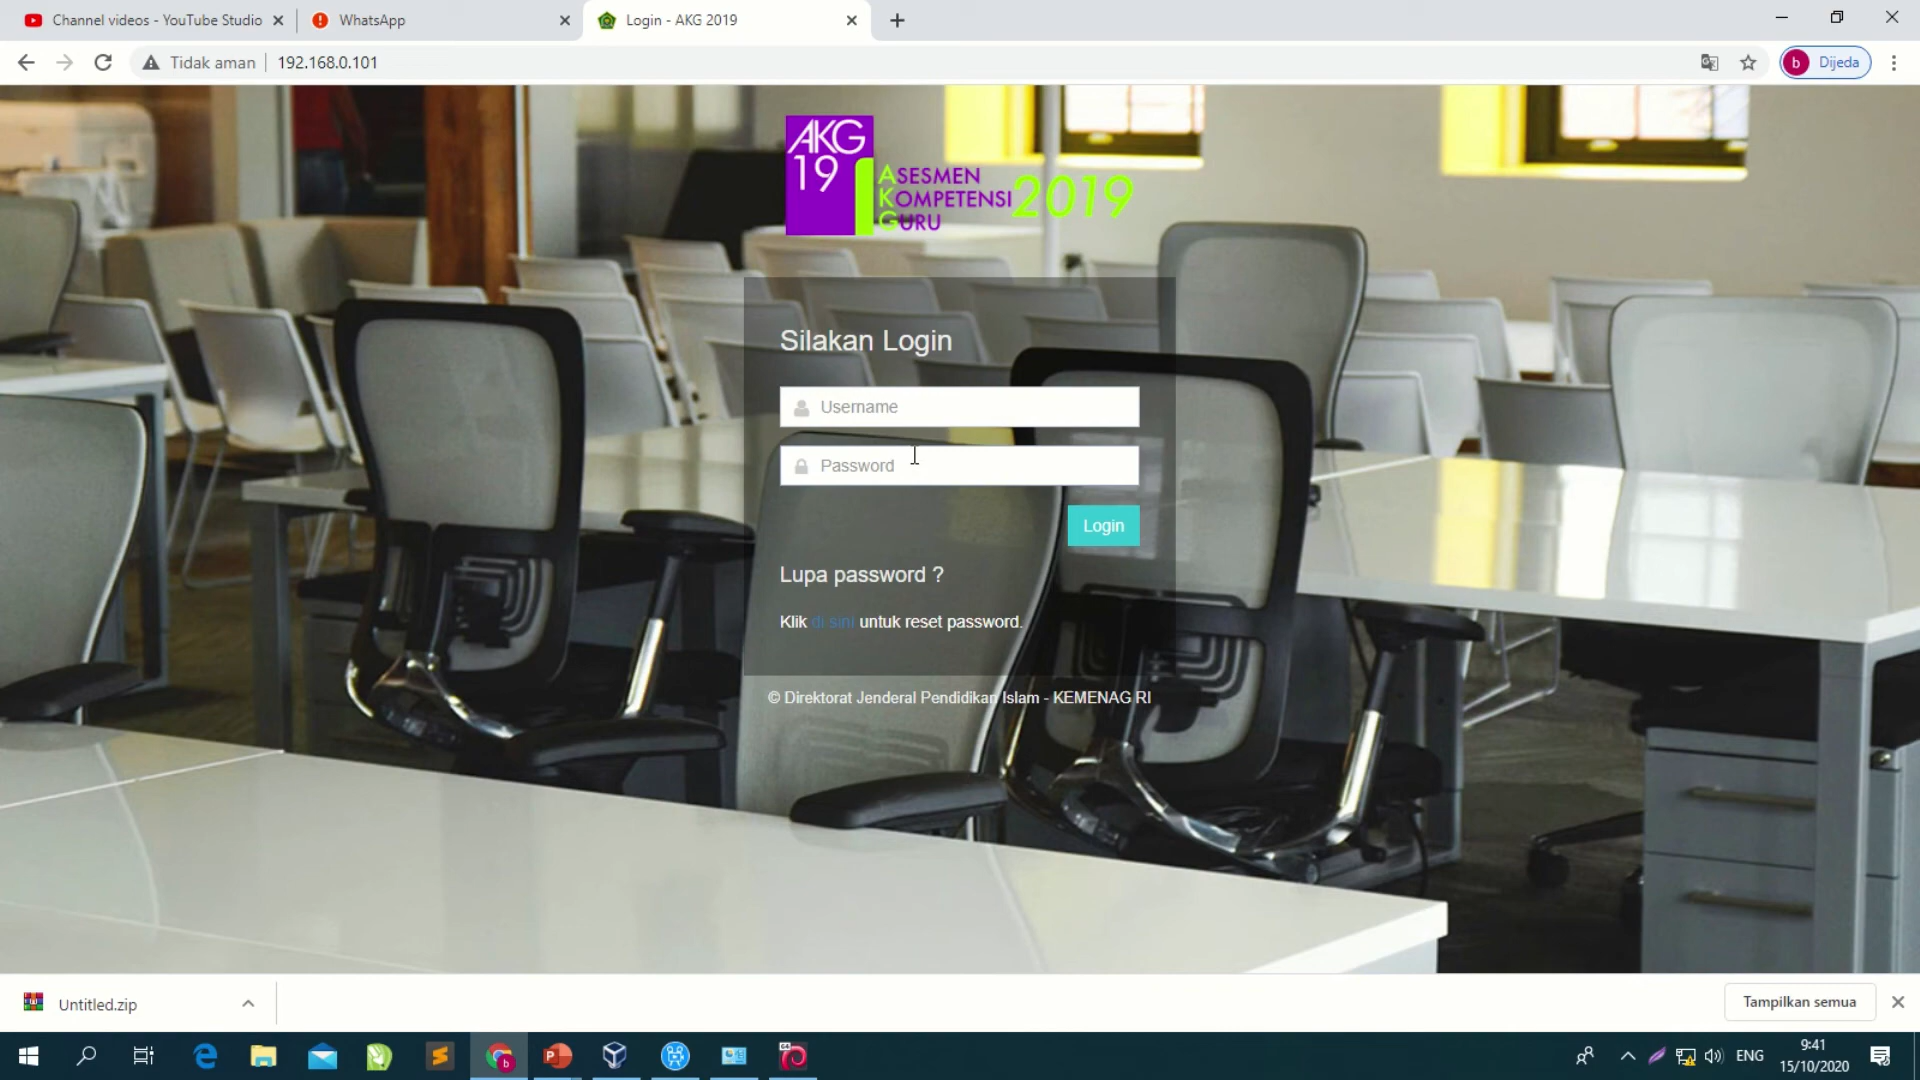 Channel videos - YouTube Studio
WhatsApp
Login - AKG 2019
Tidak aman
192.168.0.101
b
Dijeda
AKG
19
ASESMEN
KOMPETENSI
GURU
2019
Silakan Login
Username
Password
Login
Lupa password ?
Klik di sini untuk reset password.
© Direktorat Jenderal Pendidikan Islam - KEMENAG RI
Untitled.zip
Tampilkan semua
ENG
9:41
15/10/2020